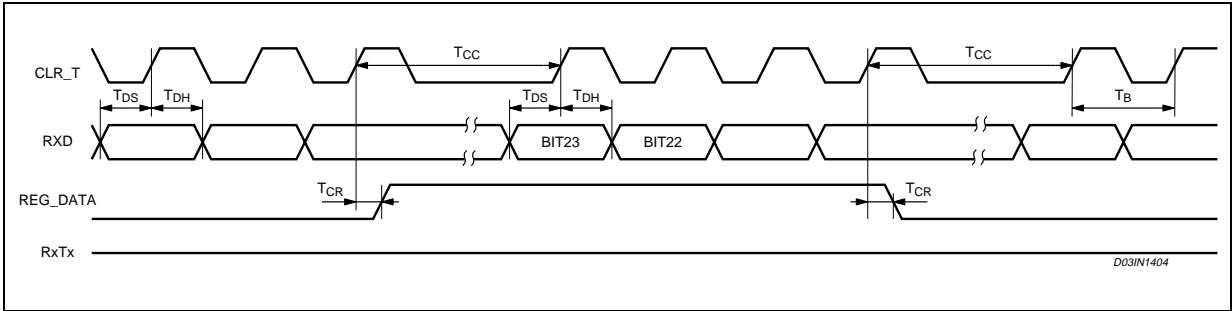 CLR_T
TCC
TCC
TDS
TDH
TDS
TDH
TB
RXD
BIT23
BIT22
REG_DATA
TCR
TCR
RxTx
D03IN1404